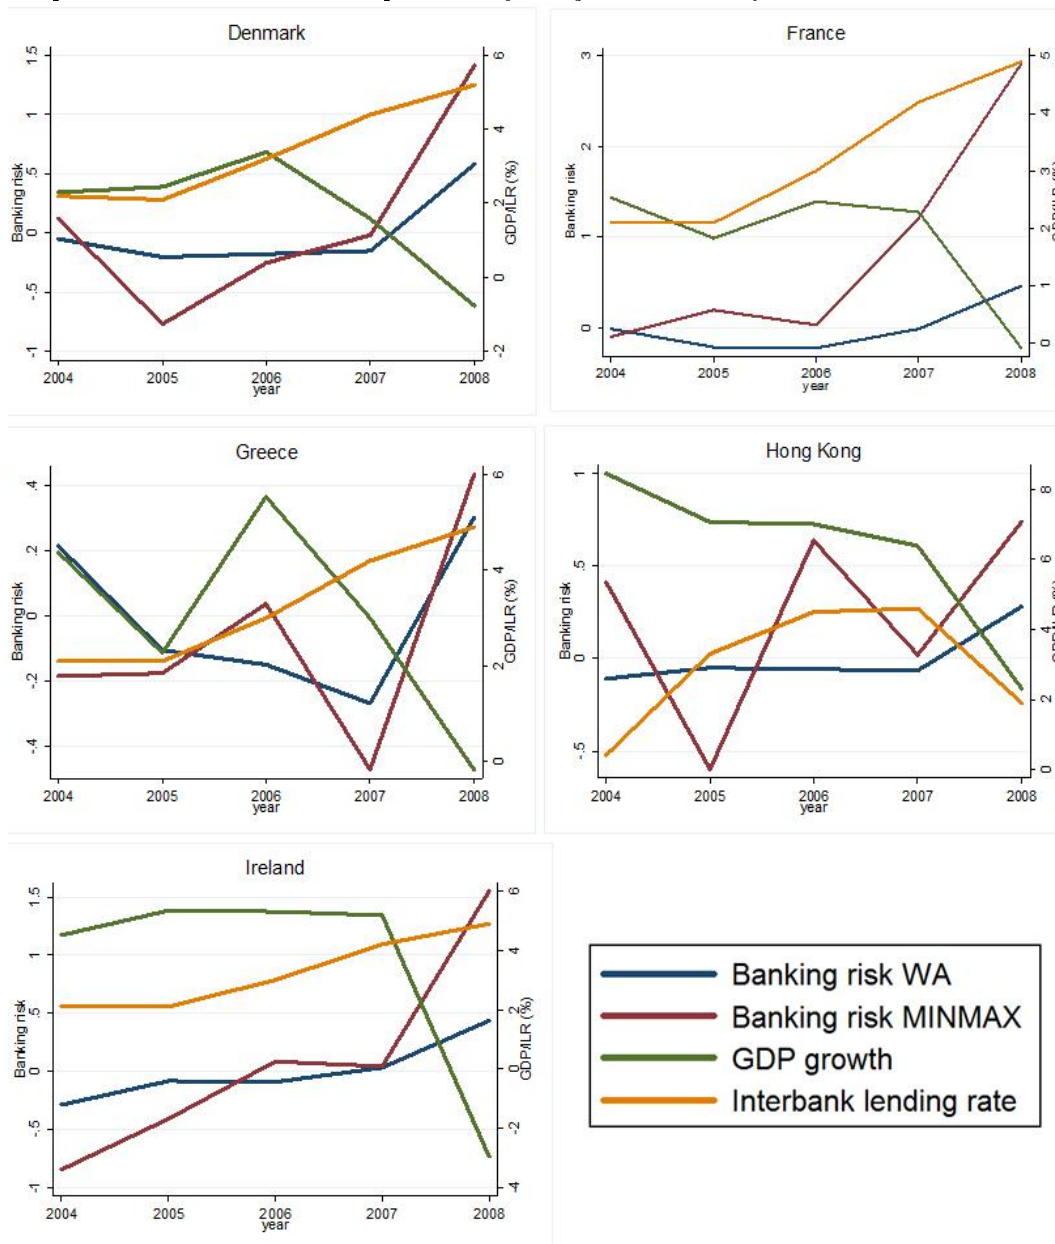 Denmark
1.5
1
.5
0
-.5
-1
Banking risk
6
4
2
0
-2
GDP/ILR (%)
2004 2005 2006 2007 2008
year
France
3
2
1
0
Banking risk
5
4
3
2
1
0
2004 2005 2006 2007 2008
year
Greece
.4
.2
0
-.2
-.4
Banking risk
6
4
2
0
GDP/ILR (%)
2004 2005 2006 2007 2008
year
Hong Kong
1
.5
0
-.5
Banking risk
8
6
4
2
0
2004 2005 2006 2007 2008
year
Ireland
1.5
1
.5
0
-.5
-1
Banking risk
6
4
2
0
-2
-4
GDP/ILR (%)
2004 2005 2006 2007 2008
year
Banking risk WA
Banking risk MINMAX
GDP growth
Interbank lending rate